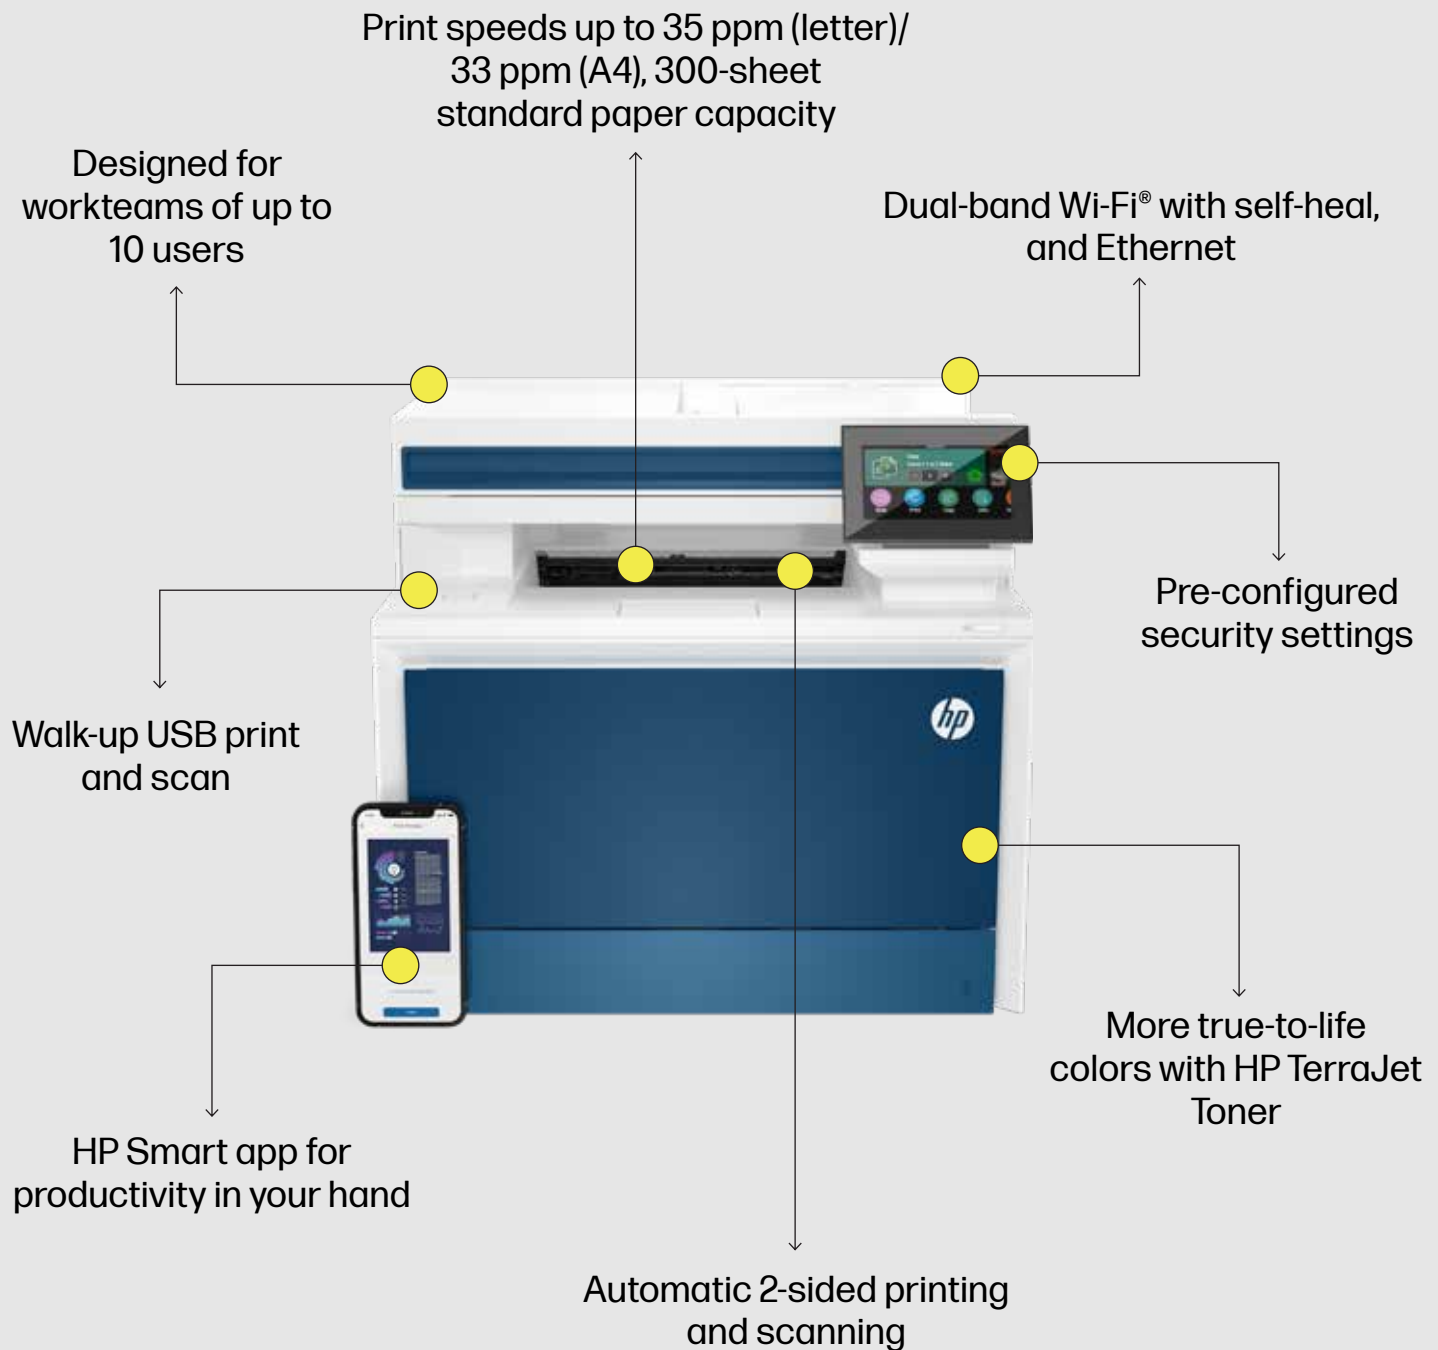 Print speeds up to 35 ppm (letter)/
33 ppm (A4), 300-sheet
standard paper capacity
Designed for
workteams of up to
10 users
Dual-band Wi-Fi® with self-heal,
and Ethernet
Pre-configured
security settings
Walk-up USB print
and scan
hp
More true-to-life
colors with HP TerraJet
Toner
HP Smart app for
productivity in your hand
Automatic 2-sided printing
and scanning